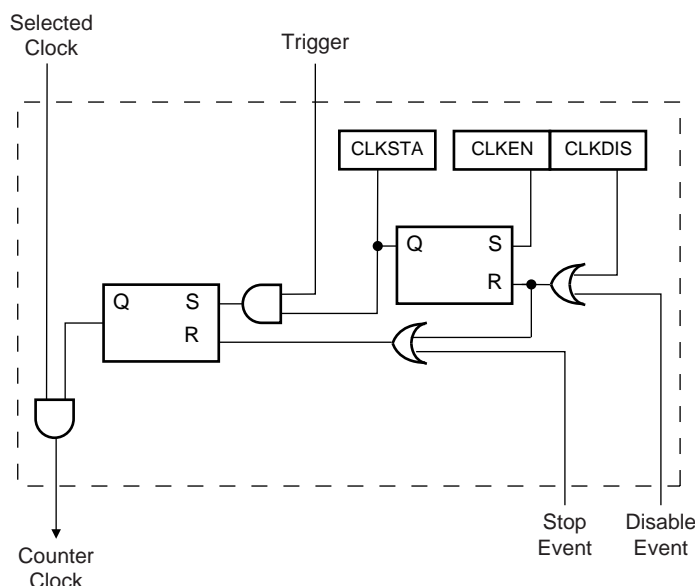 Selected
Clock
Trigger
CLKSTA
CLKEN
CLKDIS
Q
S
R
Q
S
R
Stop
Event
Disable
Event
Counter
Clock